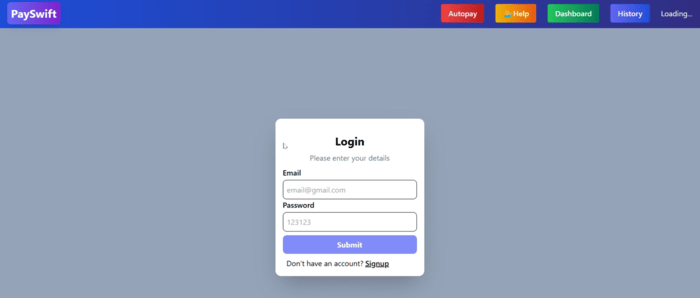 PaySwift
Autopay
Help
Dashboard
History
Loading...
Login
Please enter your details
Email
email@gmail.com
Password
123123
Submit
Don't have an account? Signup